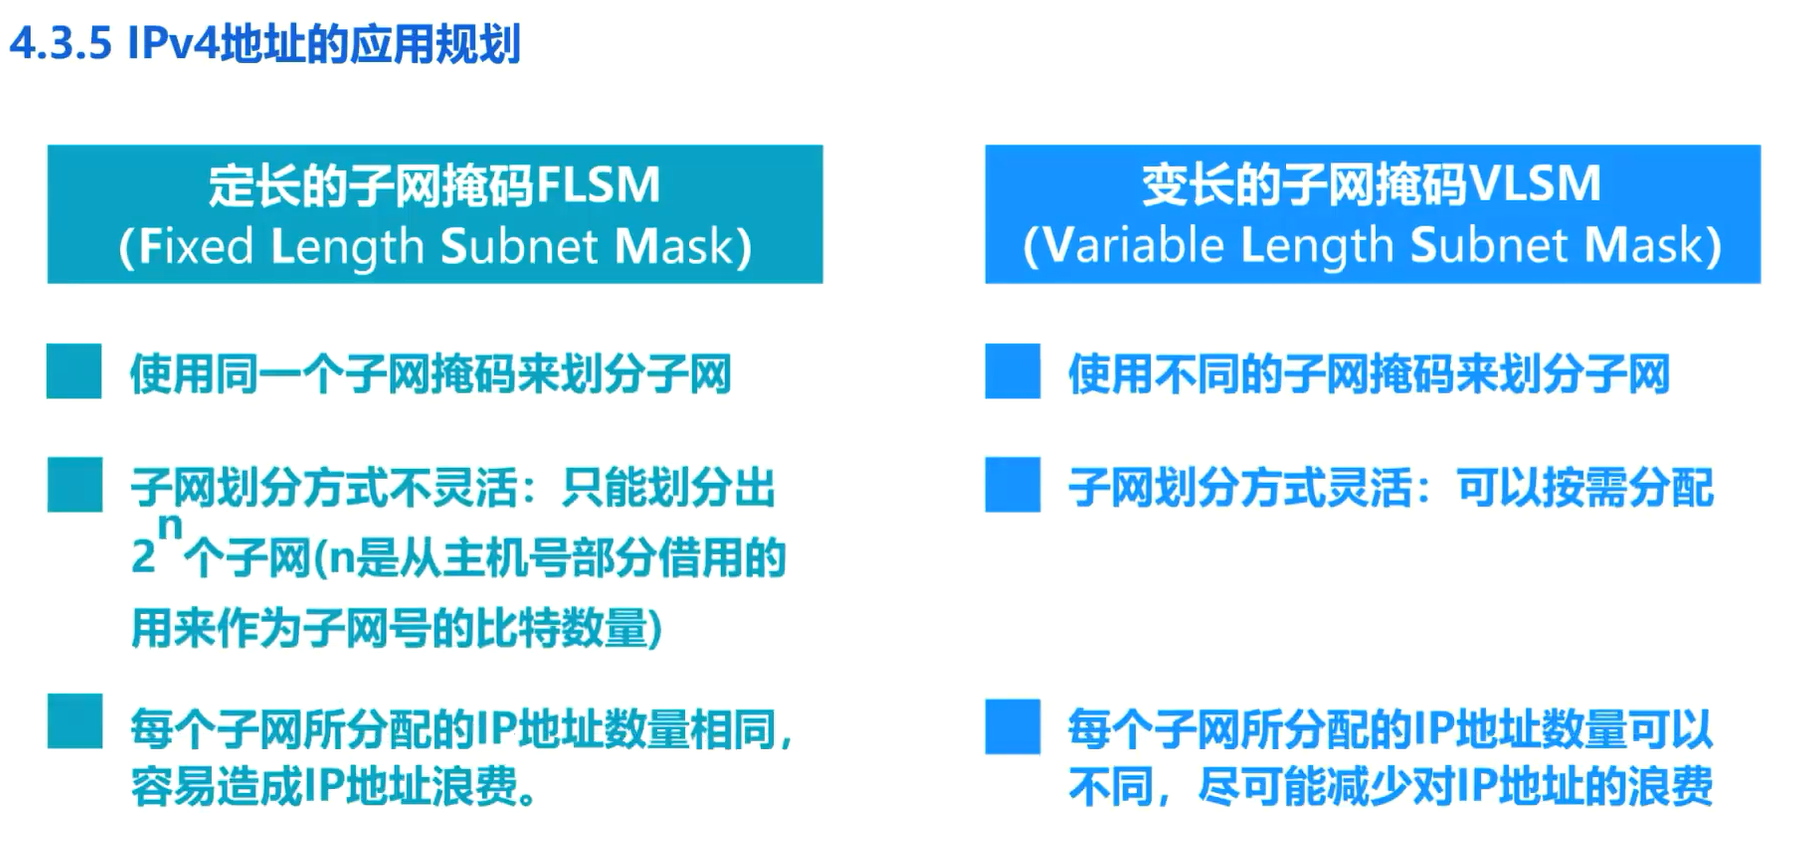 4.3.5 IPv4地址的应用规划
定长的子网掩码FLSM
(Fixed Length Subnet Mask)
使用同一个子网掩码来划分子网
子网划分方式不灵活：只能划分出
2ⁿ个子网(n是从主机号部分借用的
用来作为子网号的比特数量)
每个子网所分配的IP地址数量相同，
容易造成IP地址浪费。
变长的子网掩码VLSM
(Variable Length Subnet Mask)
使用不同的子网掩码来划分子网
子网划分方式灵活：可以按需分配
每个子网所分配的IP地址数量可以
不同，尽可能减少对IP地址的浪费